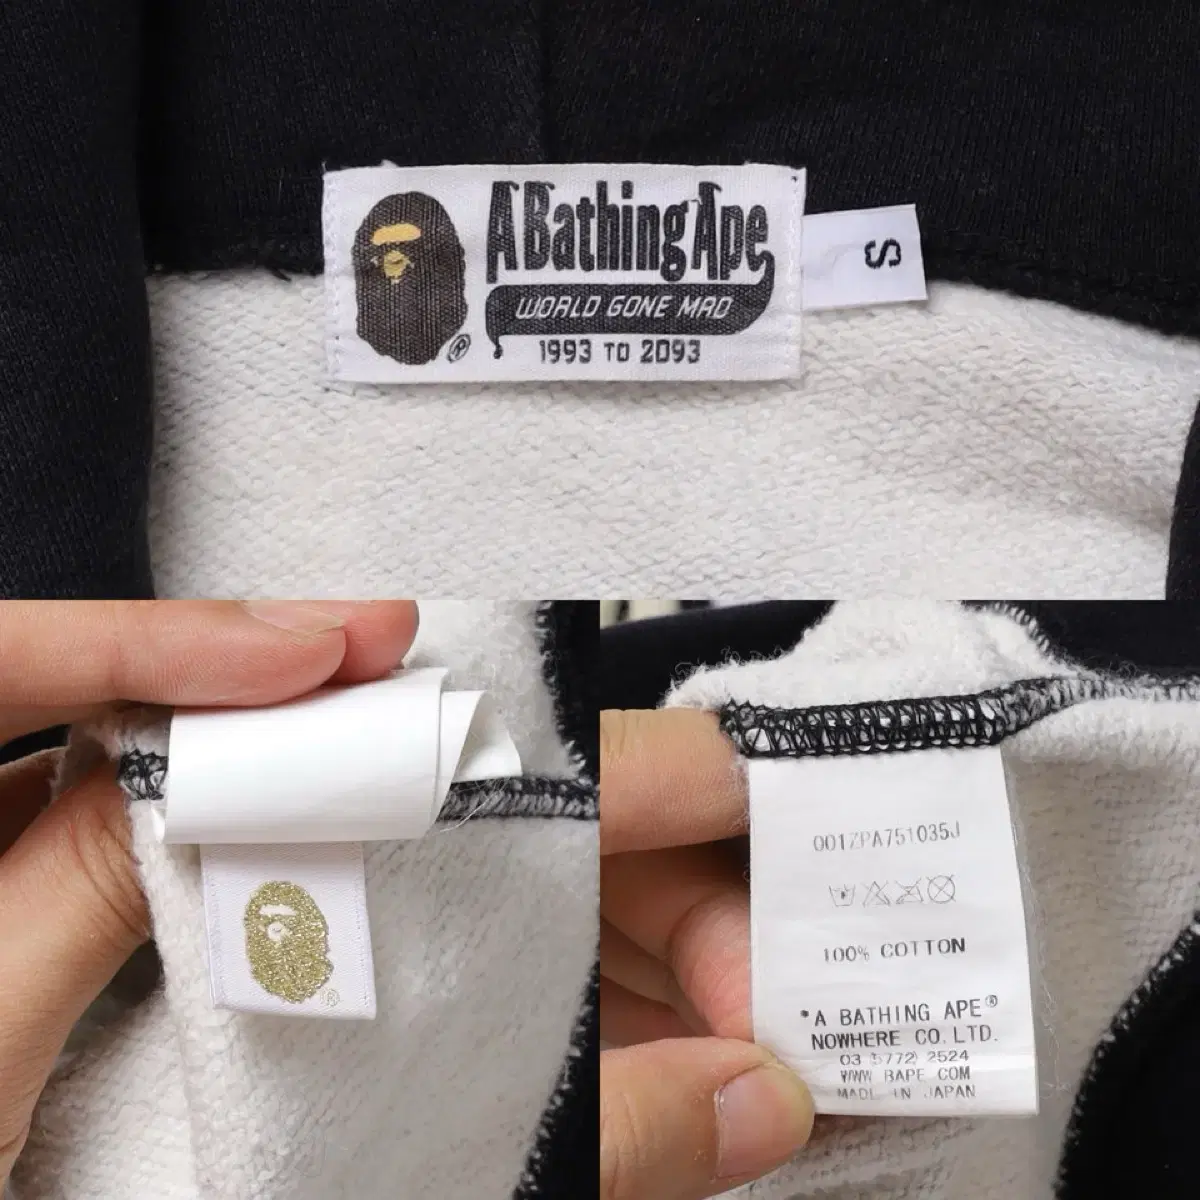 A Bathing Ape
WORLD GONE MAD
1993 TO 2093
®
S
®
001ZPA751035J
100% COTTON
*A BATHING APE®
NOWHERE CO. LTD.
03 5772) 2524
WWW BAPE COM
MADE IN JAPAN